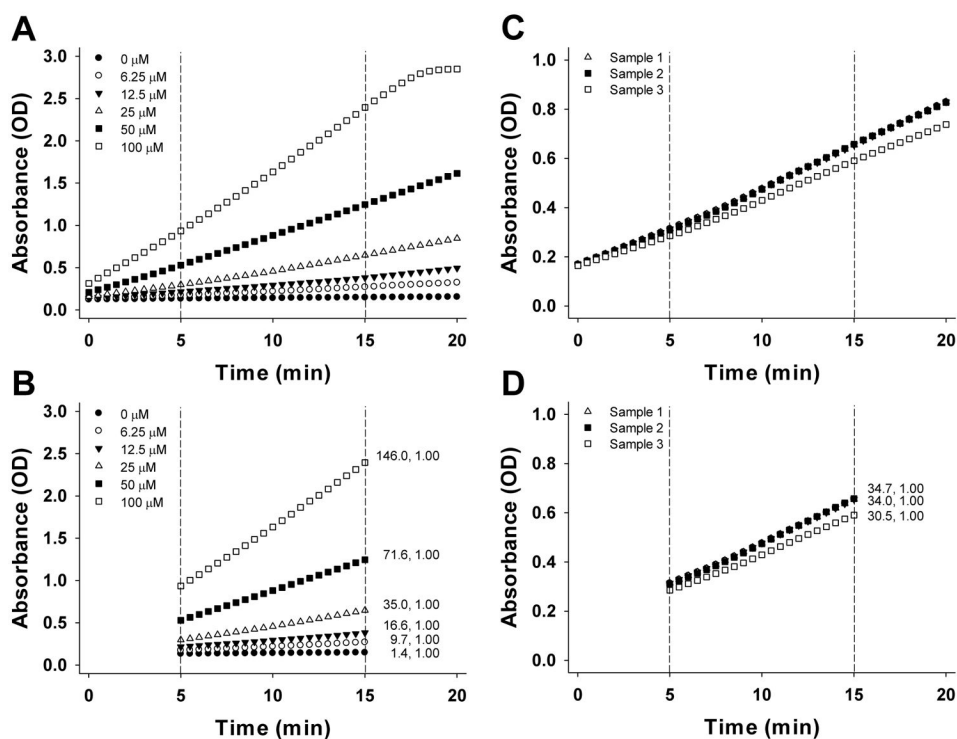 A
3.0
2.5
2.0
1.5
1.0
0.5
0.0
Absorbance (OD)
0 μM
6.25 μM
12.5 μM
25 μM
50 μM
100 μM
0
5
10
15
20
Time (min)
C
1.0
0.8
0.6
0.4
0.2
0.0
Absorbance (OD)
Sample 1
Sample 2
Sample 3
0
5
10
15
20
Time (min)
B
3.0
2.5
2.0
1.5
1.0
0.5
0.0
Absorbance (OD)
0 μM
6.25 μM
12.5 μM
25 μM
50 μM
100 μM
146.0, 1.00
71.6, 1.00
35.0, 1.00
16.6, 1.00
9.7, 1.00
1.4, 1.00
0
5
10
15
20
Time (min)
D
1.0
0.8
0.6
0.4
0.2
0.0
Absorbance (OD)
Sample 1
Sample 2
Sample 3
34.7, 1.00
34.0, 1.00
30.5, 1.00
0
5
10
15
20
Time (min)